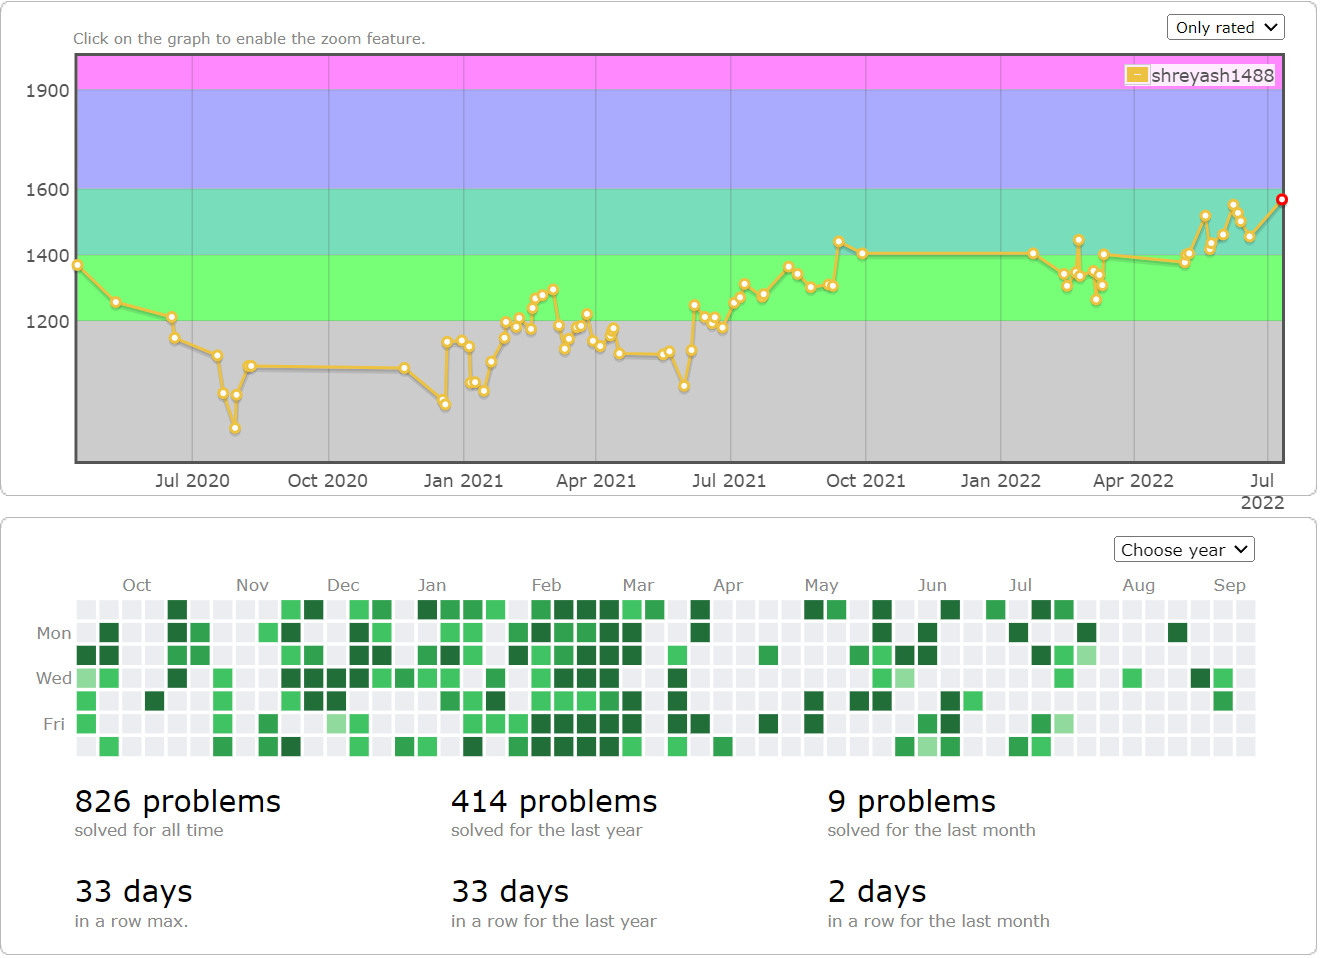 Only rated
Click on the graph to enable the zoom feature.
shreyash1488
1900
1600
1400
1200
Jul 2020 Oct 2020 Jan 2021 Apr 2021 Jul 2021 Oct 2021 Jan 2022 Apr 2022 Jul
2022
Choose year
Oct Nov Dec Jan Feb Mar Apr May Jun Jul Aug Sep
Mon
Wed
Fri
826 problems 414 problems 9 problems
solved for all time solved for the last year solved for the last month
33 days 33 days 2 days
in a row max. in a row for the last year in a row for the last month